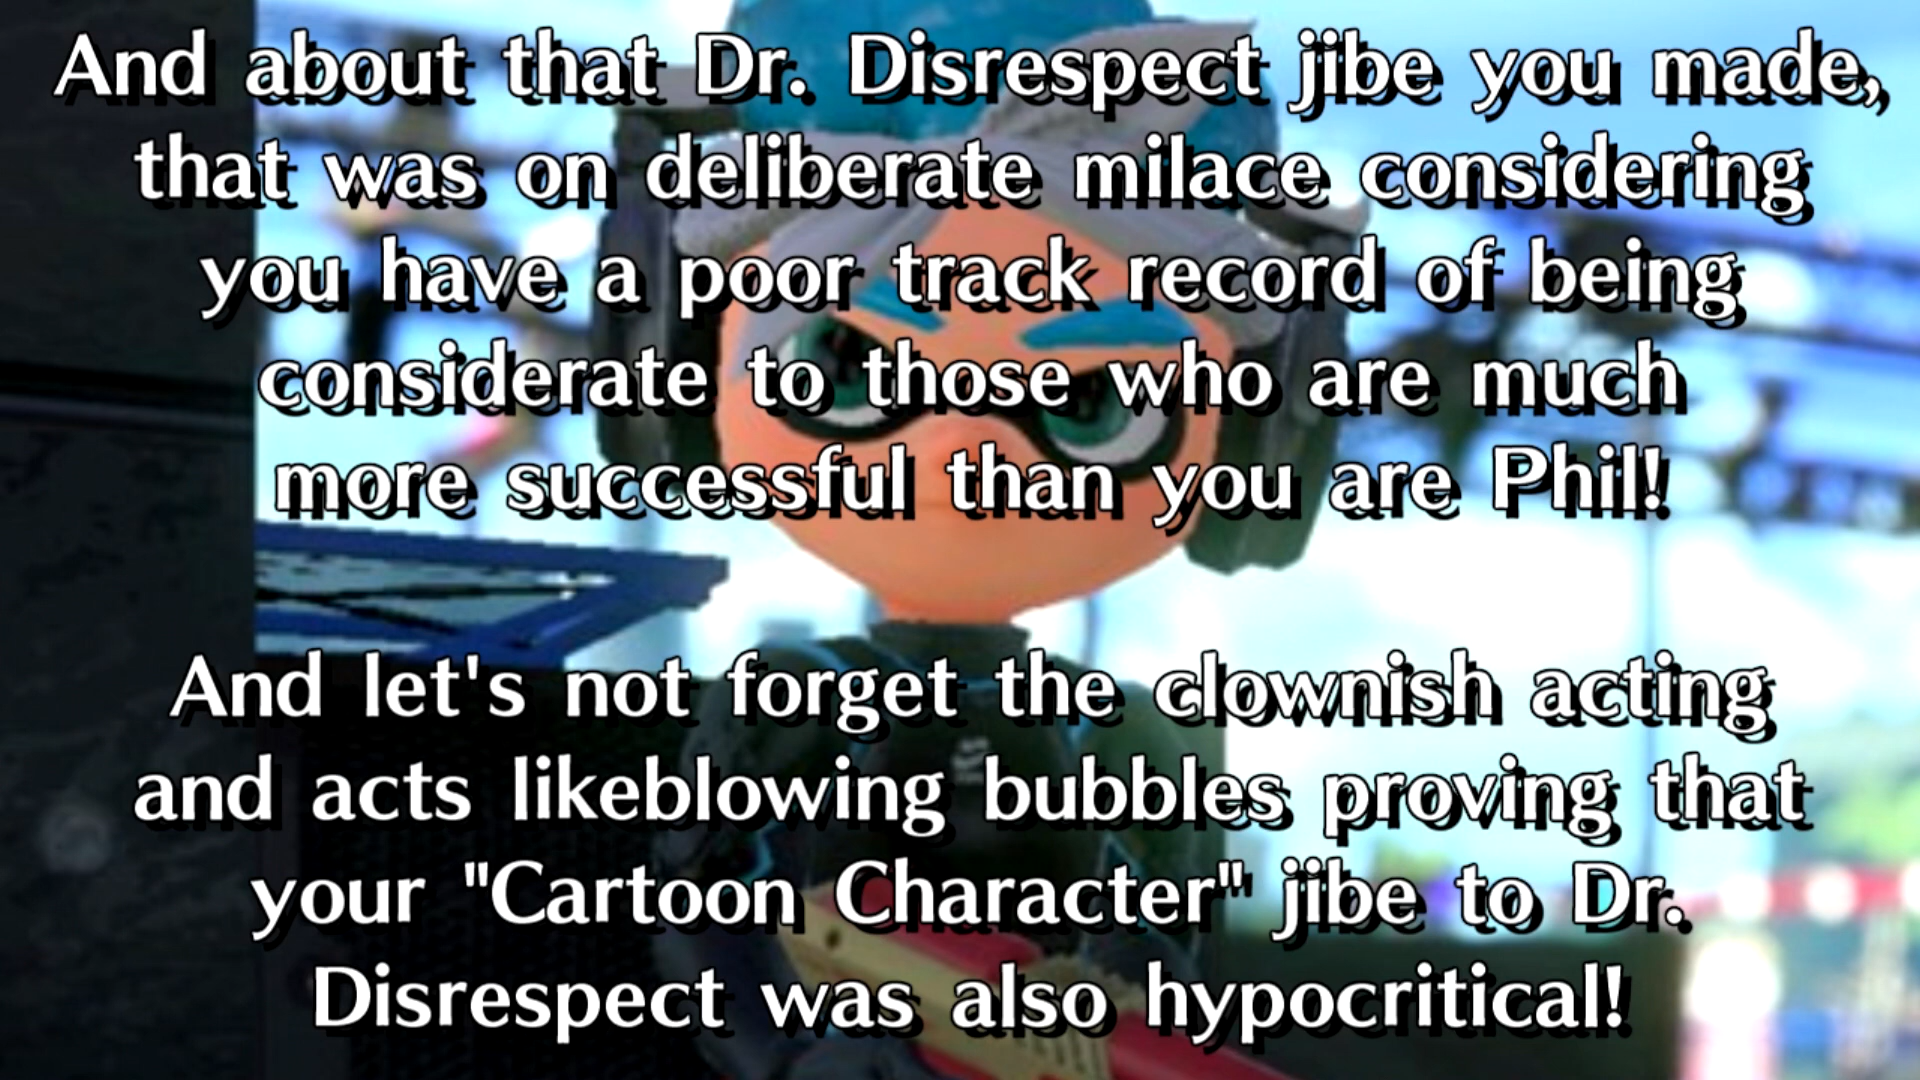 And about that Dr. Disrespect jibe you made,
that was on deliberate milace considering
you have a poor track record of being
considerate to those who are much
more successful than you are Phil!
And let's not forget the clownish acting
and acts likeblowing bubbles proving that
your "Cartoon Character" jibe to Dr.
Disrespect was also hypocritical!